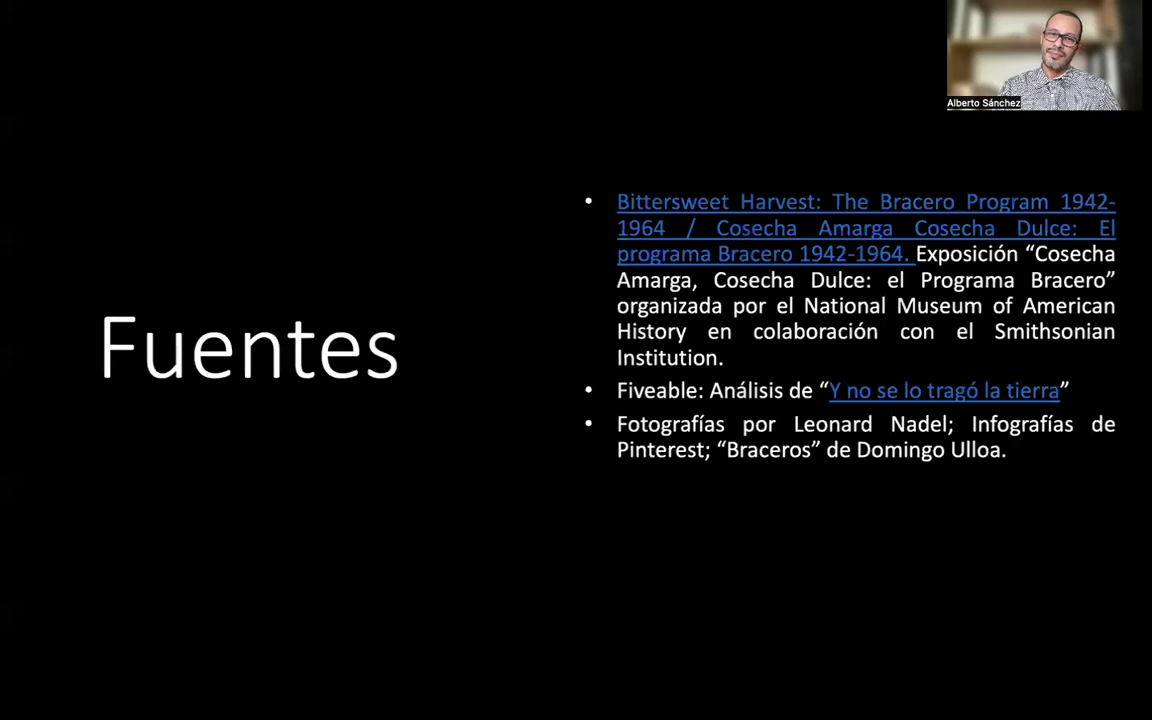 Alberto Sánchez
Fuentes
• Bittersweet Harvest: The Bracero Program 1942-
1964 / Cosecha Amarga Cosecha Dulce: El
programa Bracero 1942-1964. Exposición “Cosecha
Amarga, Cosecha Dulce: el Programa Bracero”
organizada por el National Museum of American
History en colaboración con el Smithsonian
Institution.
• Fiveable: Análisis de “Y no se lo tragó la tierra”
• Fotografías por Leonard Nadel; Infografías de
Pinterest; “Braceros” de Domingo Ulloa.